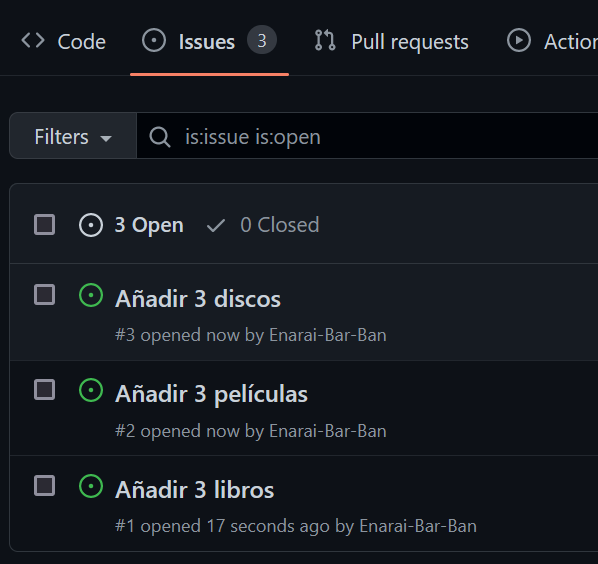 Code Issues 3 Pull requests Action
Filters is:issue is:open
3 Open 0 Closed
Añadir 3 discos
#3 opened now by Enarai-Bar-Ban
Añadir 3 películas
#2 opened now by Enarai-Bar-Ban
Añadir 3 libros
#1 opened 17 seconds ago by Enarai-Bar-Ban